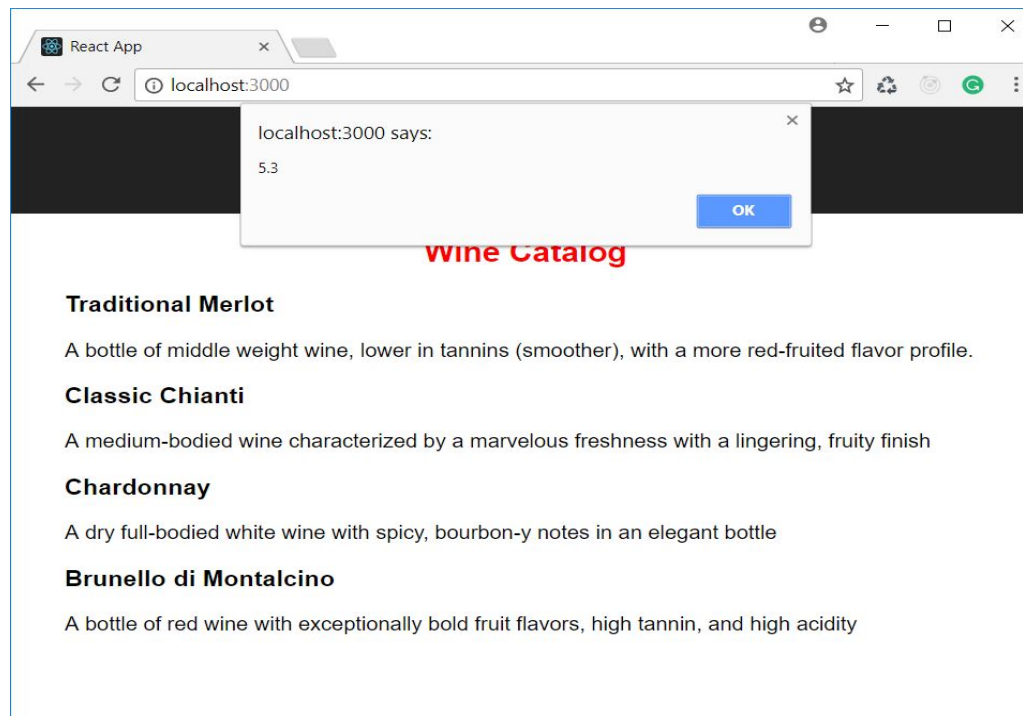 React App
localhost:3000
localhost:3000 says:
5.3
OK
Wine Catalog
Traditional Merlot
A bottle of middle weight wine, lower in tannins (smoother), with a more red-fruited flavor profile.
Classic Chianti
A medium-bodied wine characterized by a marvelous freshness with a lingering, fruity finish
Chardonnay
A dry full-bodied white wine with spicy, bourbon-y notes in an elegant bottle
Brunello di Montalcino
A bottle of red wine with exceptionally bold fruit flavors, high tannin, and high acidity